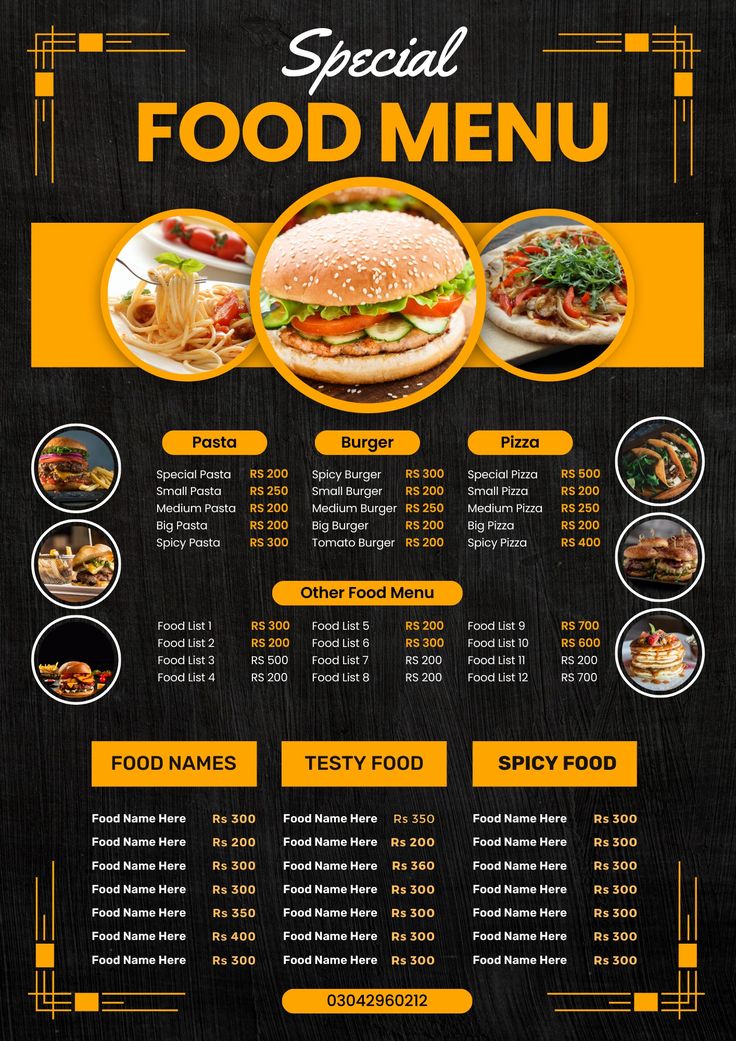 Special
FOOD MENU
Pasta
Special Pasta RS 200
Small Pasta RS 250
Medium Pasta RS 200
Big Pasta RS 200
Spicy Pasta RS 300
Burger
Spicy Burger RS 300
Small Burger RS 200
Medium Burger RS 250
Big Burger RS 200
Tomato Burger RS 200
Pizza
Special Pizza RS 500
Small Pizza RS 200
Medium Pizza RS 250
Big Pizza RS 200
Spicy Pizza RS 400
Other Food Menu
Food List 1 RS 300
Food List 2 RS 200
Food List 3 RS 500
Food List 4 RS 200
Food List 5 RS 200
Food List 6 RS 300
Food List 7 RS 200
Food List 8 RS 200
Food List 9 RS 700
Food List 10 RS 600
Food List 11 RS 200
Food List 12 RS 700
FOOD NAMES
Food Name Here Rs 300
Food Name Here Rs 200
Food Name Here Rs 300
Food Name Here Rs 300
Food Name Here Rs 350
Food Name Here Rs 400
Food Name Here Rs 300
TESTY FOOD
Food Name Here Rs 350
Food Name Here Rs 200
Food Name Here Rs 360
Food Name Here Rs 300
Food Name Here Rs 300
Food Name Here Rs 300
Food Name Here Rs 300
SPICY FOOD
Food Name Here Rs 300
Food Name Here Rs 300
Food Name Here Rs 300
Food Name Here Rs 300
Food Name Here Rs 300
Food Name Here Rs 300
Food Name Here Rs 300
03042960212